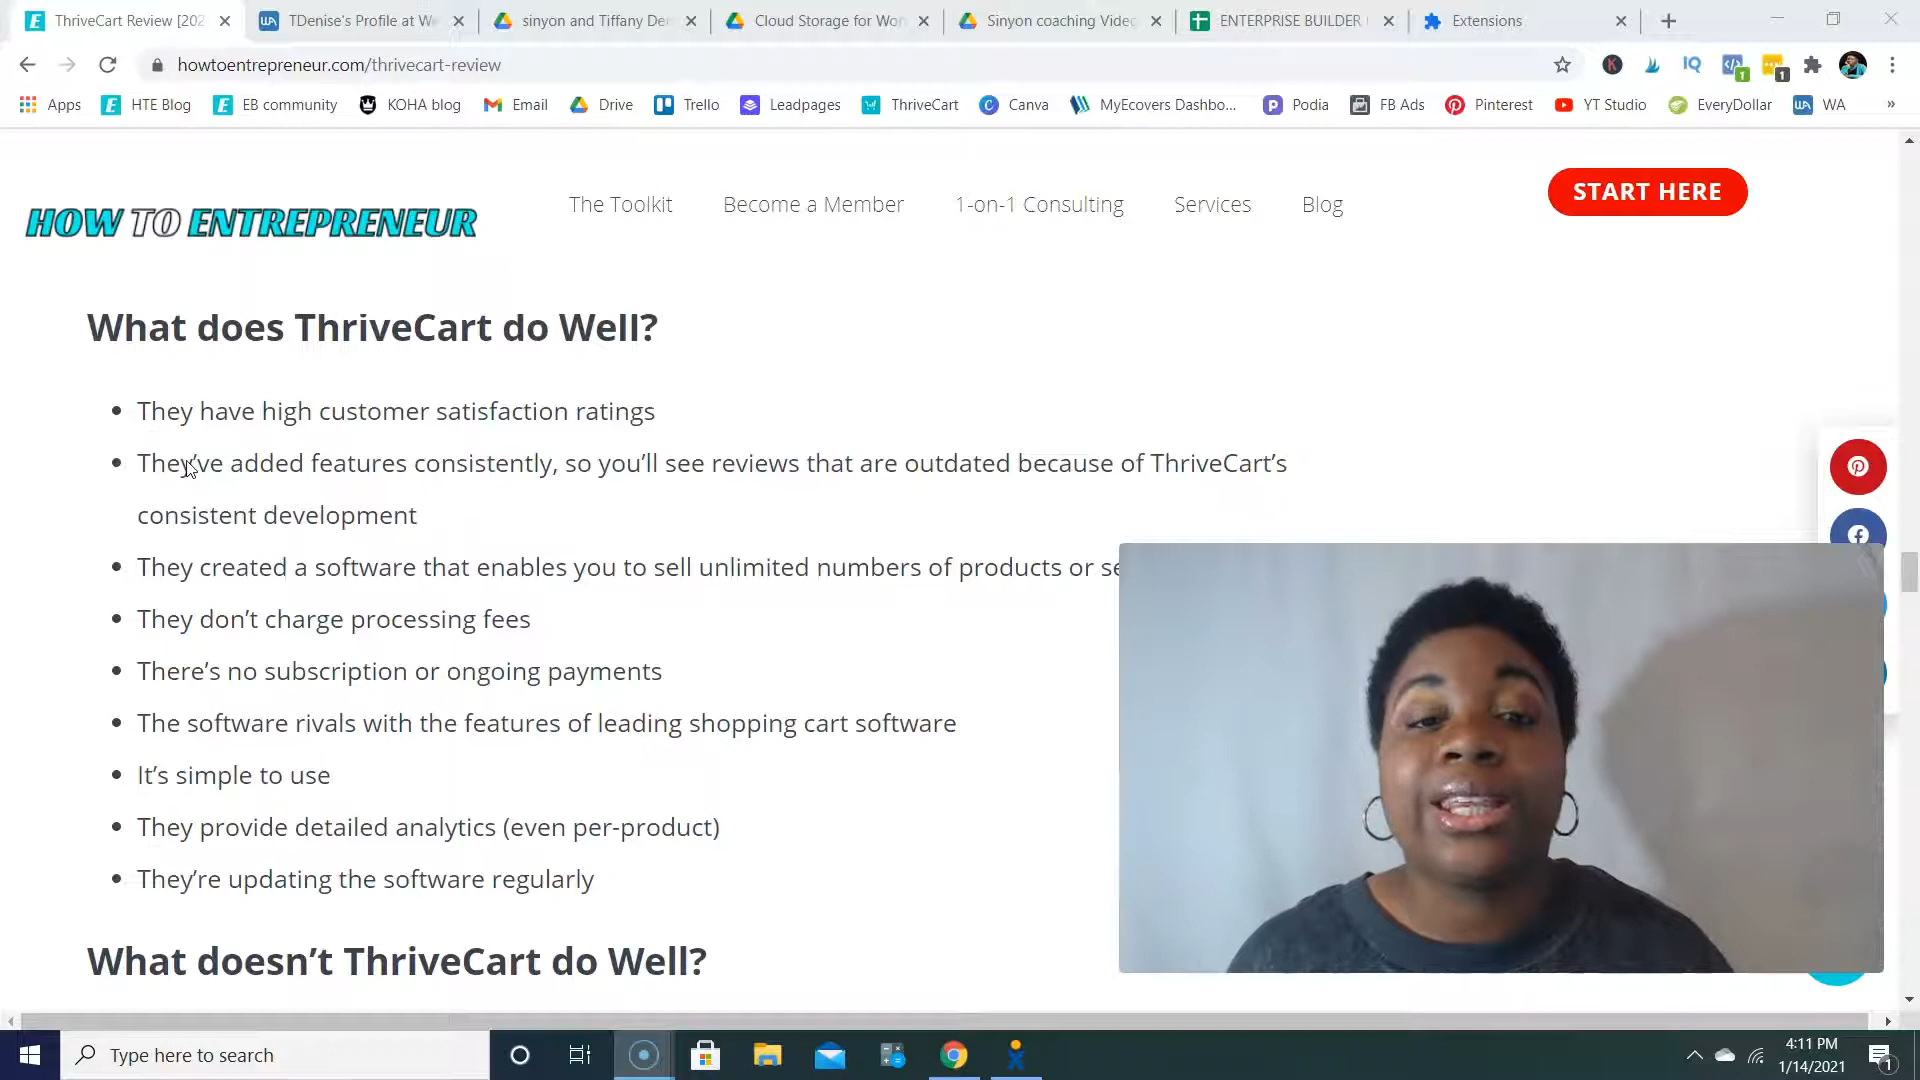 ThriveCart Review [202
TDenise's Profile at We
sinyon and Tiffany De
Cloud Storage for Wor
Sinyon coaching Video
ENTERPRISE BUILDER
Extensions
howtoentrepreneur.com/thrivecart-review
Apps
HTE Blog
EB community
KOHA blog
Email
Drive
Trello
Leadpages
ThriveCart
Canva
MyEcovers Dashbo...
Podia
FB Ads
Pinterest
YT Studio
EveryDollar
WA
»
HOW TO ENTREPRENEUR
The Toolkit
Become a Member
1-on-1 Consulting
Services
Blog
START HERE
What does ThriveCart do Well?
They have high customer satisfaction ratings
They've added features consistently, so you'll see reviews that are outdated because of ThriveCart's
consistent development
They created a software that enables you to sell unlimited numbers of products or se
They don't charge processing fees
There's no subscription or ongoing payments
The software rivals with the features of leading shopping cart software
It's simple to use
They provide detailed analytics (even per-product)
They're updating the software regularly
What doesn't ThriveCart do Well?
Type here to search
4:11 PM
1/14/2021
1